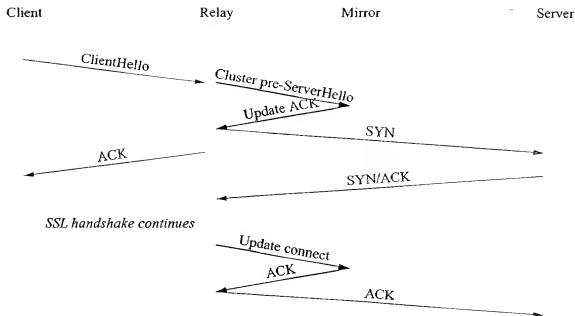 Client Relay Mirror Server
ClientHello
Cluster pre-ServerHello
Update ACK
SYN
ACK
SYN/ACK
SSL handshake continues
Update connect
ACK
ACK